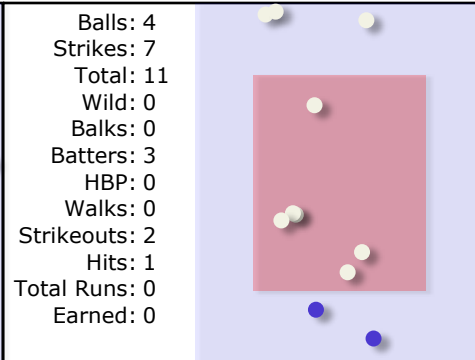 Balls: 4
Strikes: 7
Total: 11
Wild: 0
Balks: 0
Batters: 3
HBP: 0
Walks: 0
Strikeouts: 2
Hits: 1
Total Runs: 0
Earned: 0